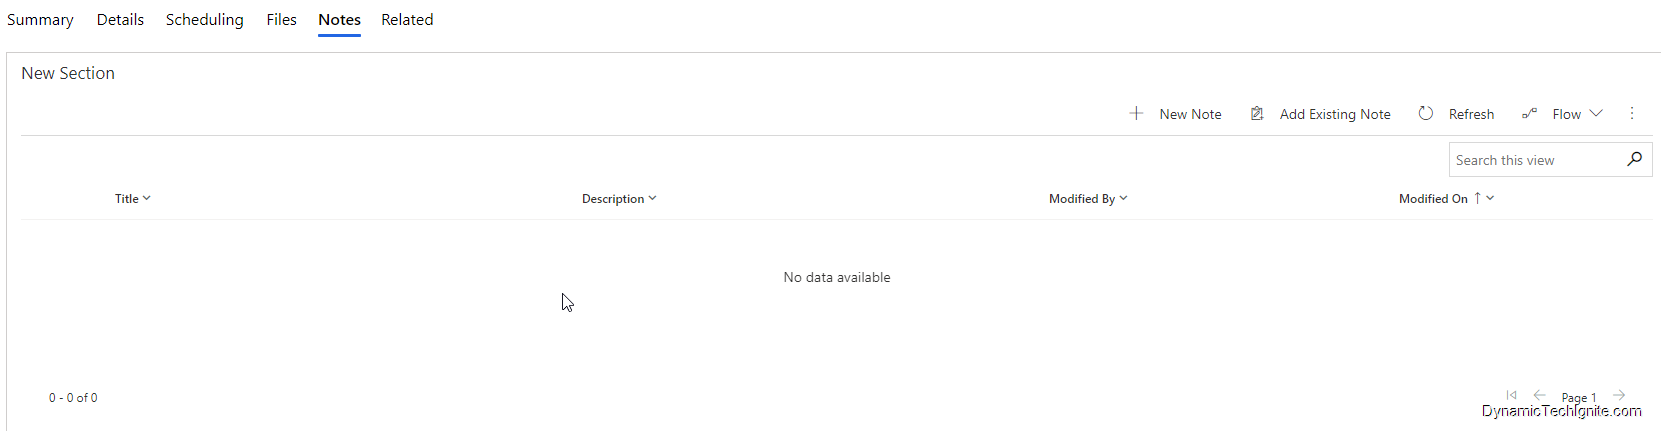 Summary Details Scheduling Files Notes Related
New Section
New Note Add Existing Note Refresh Flow
Search this view
Title Description Modified By Modified On
No data available
0 - 0 of 0 Page 1
DynamicTechIgnite.com